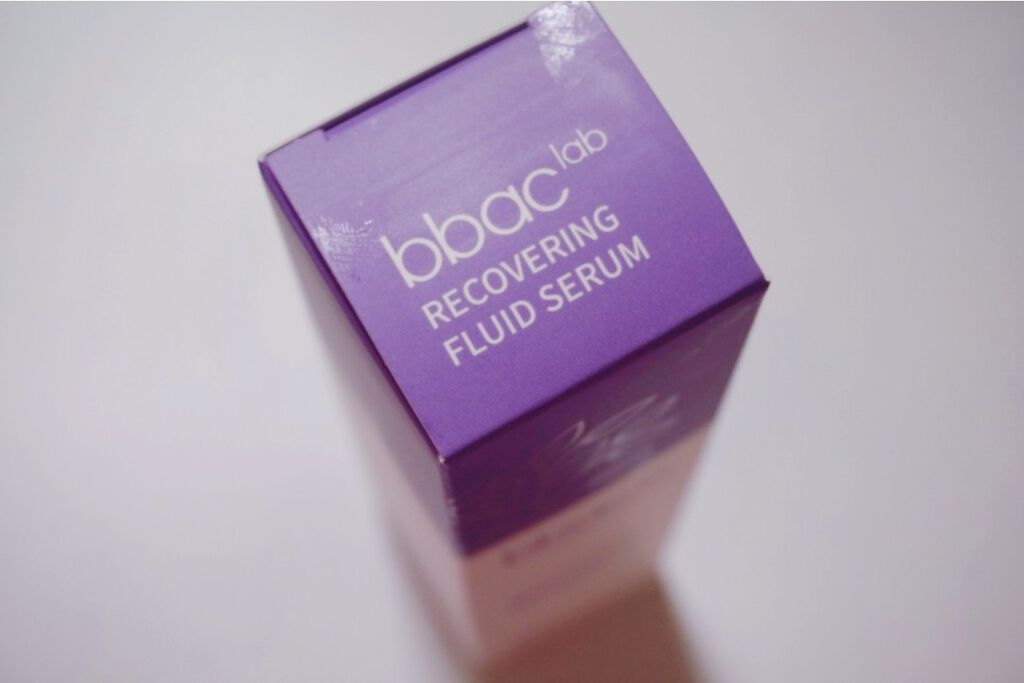 bbac lab
RECOVERING
FLUID SERUM